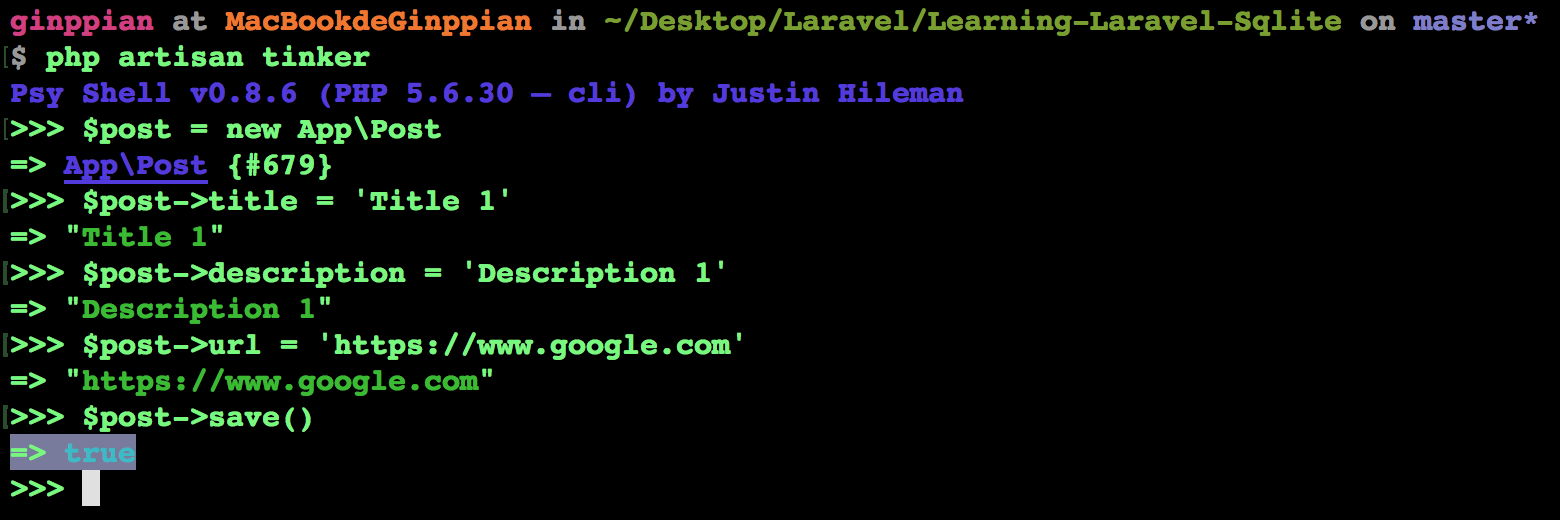 ginppian at MacBookdeGinppian in ~/Desktop/Laravel/Learning-Laravel-Sqlite on master*
$ php artisan tinker
Psy Shell v0.8.6 (PHP 5.6.30 — cli) by Justin Hileman
>>> $post = new App\Post
=> App\Post {#679}
>>> $post->title = 'Title 1'
=> "Title 1"
>>> $post->description = 'Description 1'
=> "Description 1"
>>> $post->url = 'https://www.google.com'
=> "https://www.google.com"
>>> $post->save()
=> true
>>>